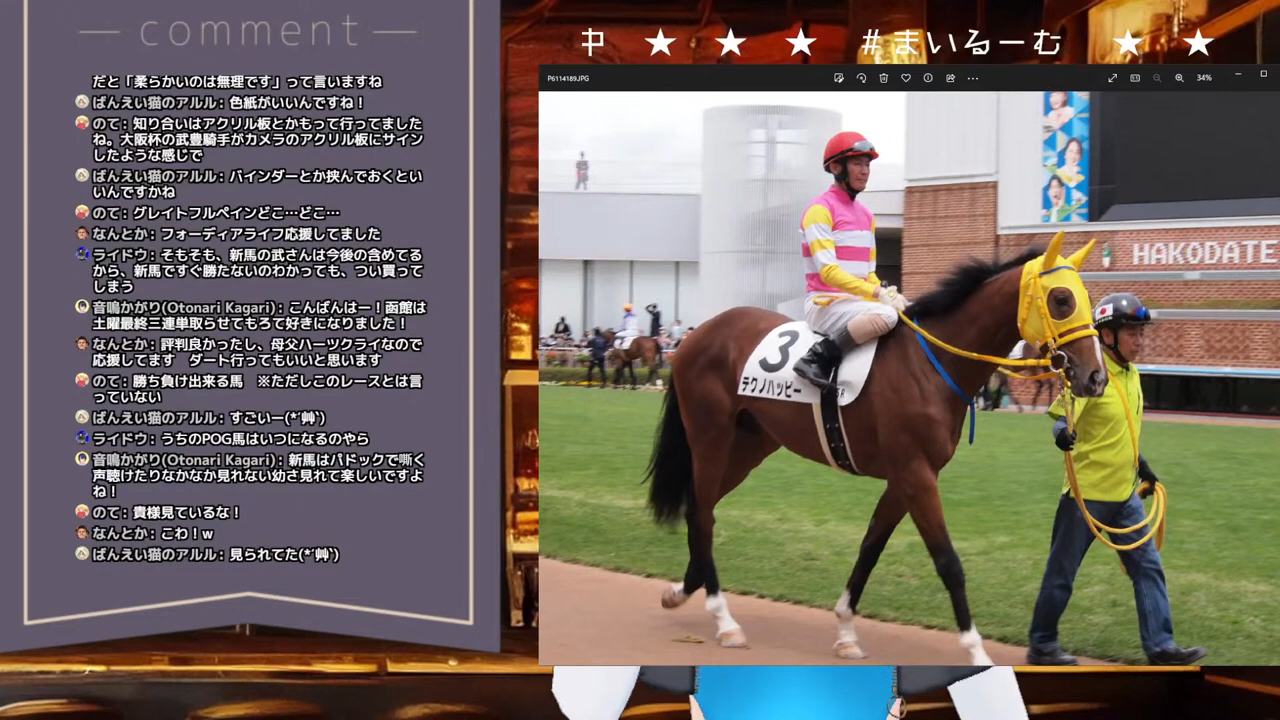 comment
中 ★ ★ ★ #まいるーむ ★ ★
だと「柔らかいのは無理です」って言いますね
ばんえい猫のアルル: 色紙がいいんですね！
のて: 知り合いはアクリル板とかもって行ってました
ね。大阪杯の武豊騎手がカメラのアクリル板にサイン
したような感じで
ばんえい猫のアルル: バインダーとか挟んでおくとい
いんですかね
のて: グレイトフルペインどこ…どこ…
なんとか: フォーディアライフ応援してました
ライドウ: そもそも、新馬の武さんは今後の含めてる
から、新馬ですぐ勝たないのわかっても、つい買って
しまう
音鳴かがり(Otonari Kagari): こんばんはー！函館は
土曜最終三連単取らせてもろて好きになりました！
なんとか: 評判良かったし、母父ハーツクライなので
応援してます　ダート行ってもいいと思います
のて: 勝ち負け出来る馬　※ただしこのレースとは言
っていない
ばんえい猫のアルル: すごいー(*´艸`)
ライドウ: うちのPOG馬はいつになるのやら
音鳴かがり(Otonari Kagari): 新馬はパドックで嘶く
声聴けたりなかなか見れない幼さ見れて楽しいですよ
ね！
のて: 貴様見ているな！
なんとか: こわ！w
ばんえい猫のアルル: 見られてた(*´艸`)
P6114189.JPG
34%
HAKODATE
3
テクノハッピー